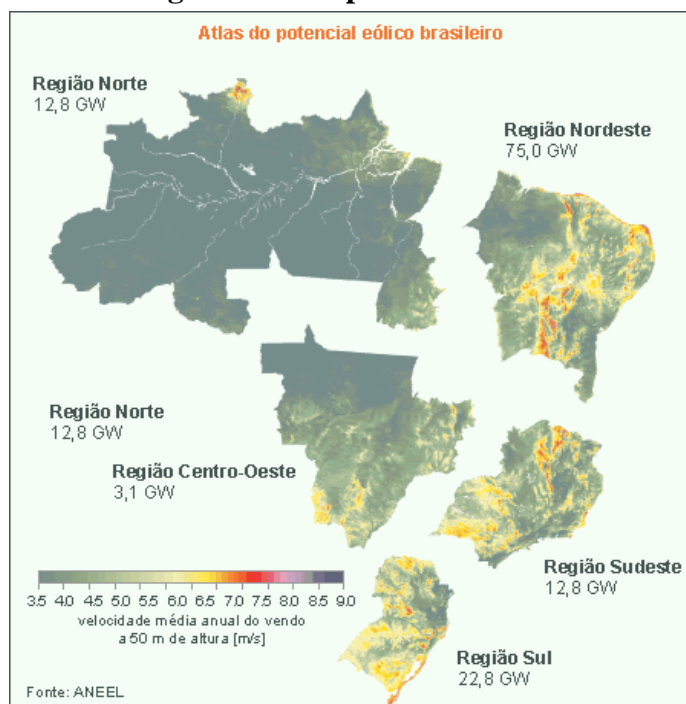 Atlas do potencial eólico brasileiro
Região Norte
12,8 GW
Região Nordeste
75,0 GW
Região Norte
12,8 GW
Região Centro-Oeste
3,1 GW
Região Sudeste
12,8 GW
3.5 4.0 4.5 5.0 5.5 6.0 6.5 7.0 7.5 8.0 8.5 9.0
velocidade média anual do vendo
a 50 m de altura [m/s]
Região Sul
22,8 GW
Fonte: ANEEL